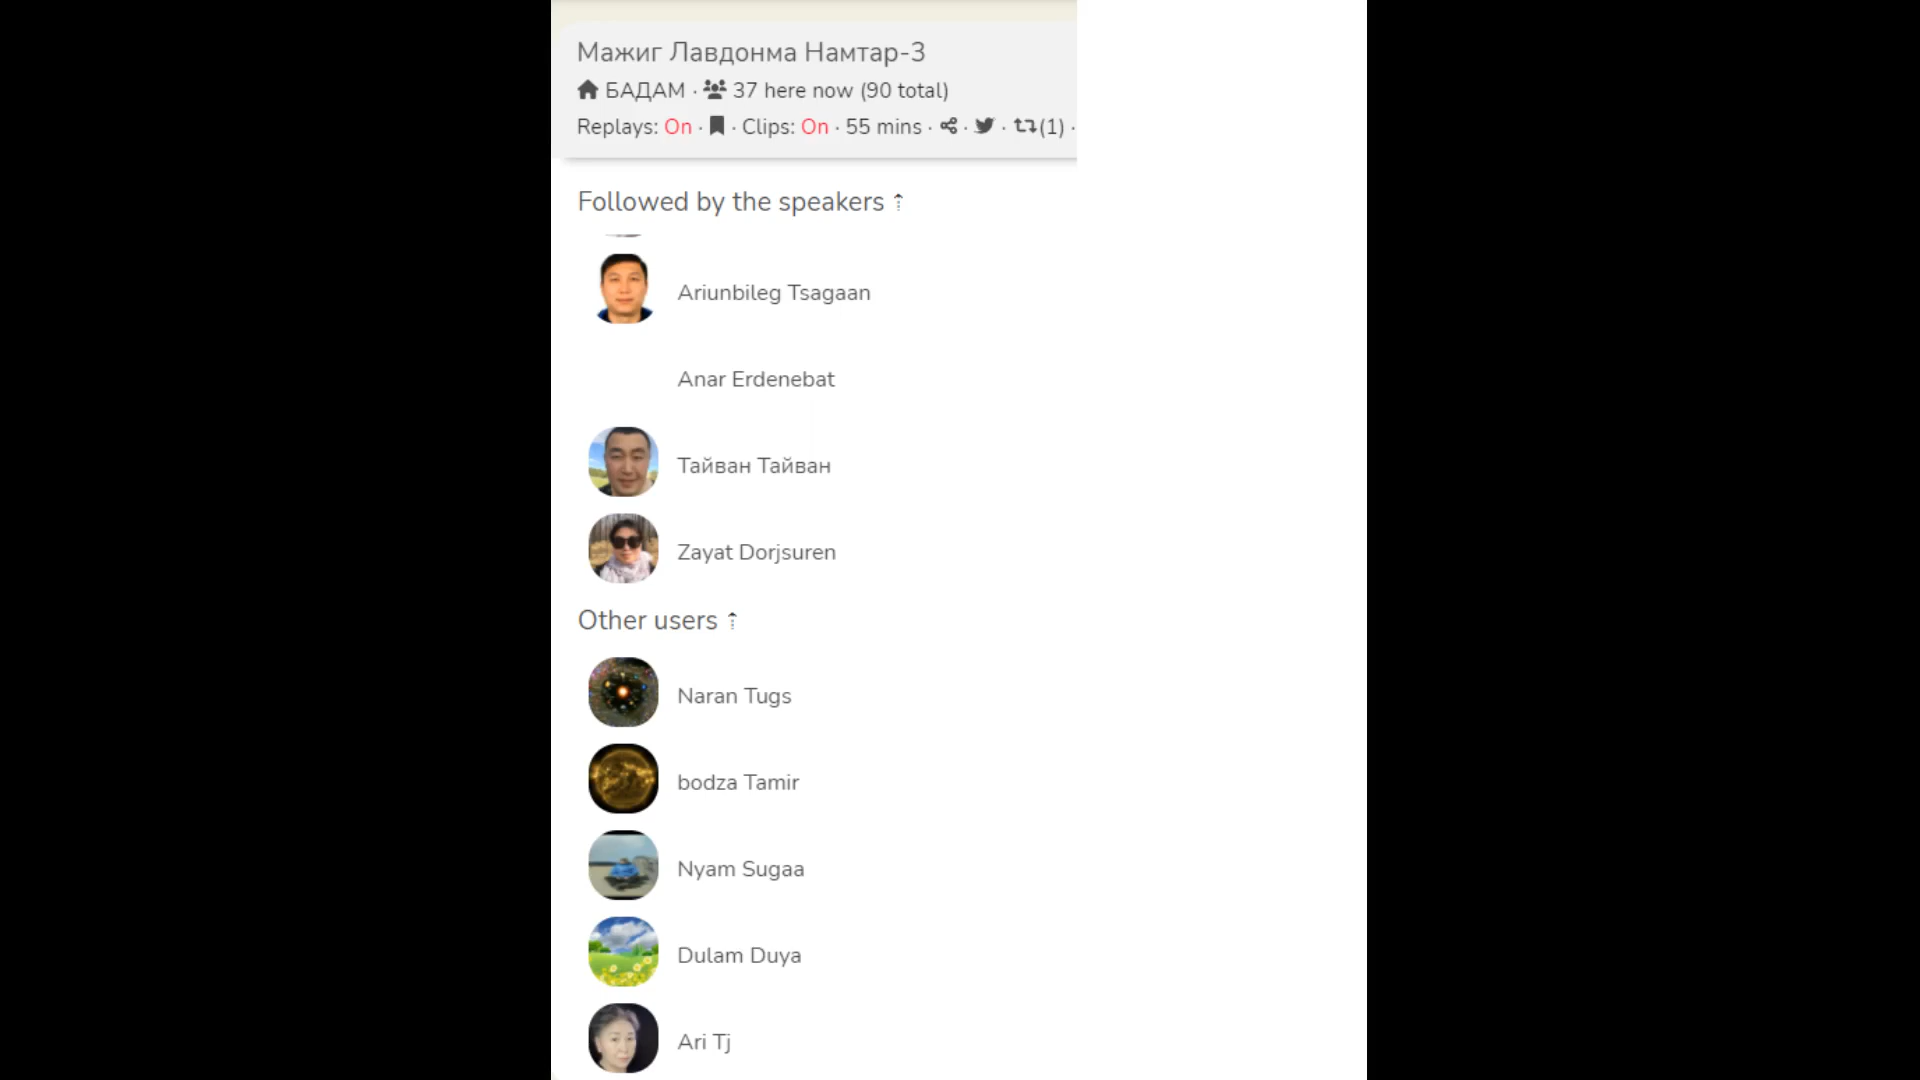 Мажиг Лавдонма Намтар-3
БАДАМ · 37 here now (90 total)
Replays: On · · Clips: On · 55 mins · · · (1) ·
Followed by the speakers ⇡
Ariunbileg Tsagaan
Anar Erdenebat
Тайван Тайван
Zayat Dorjsuren
Other users ⇡
Naran Tugs
bodza Tamir
Nyam Sugaa
Dulam Duya
Ari Tj